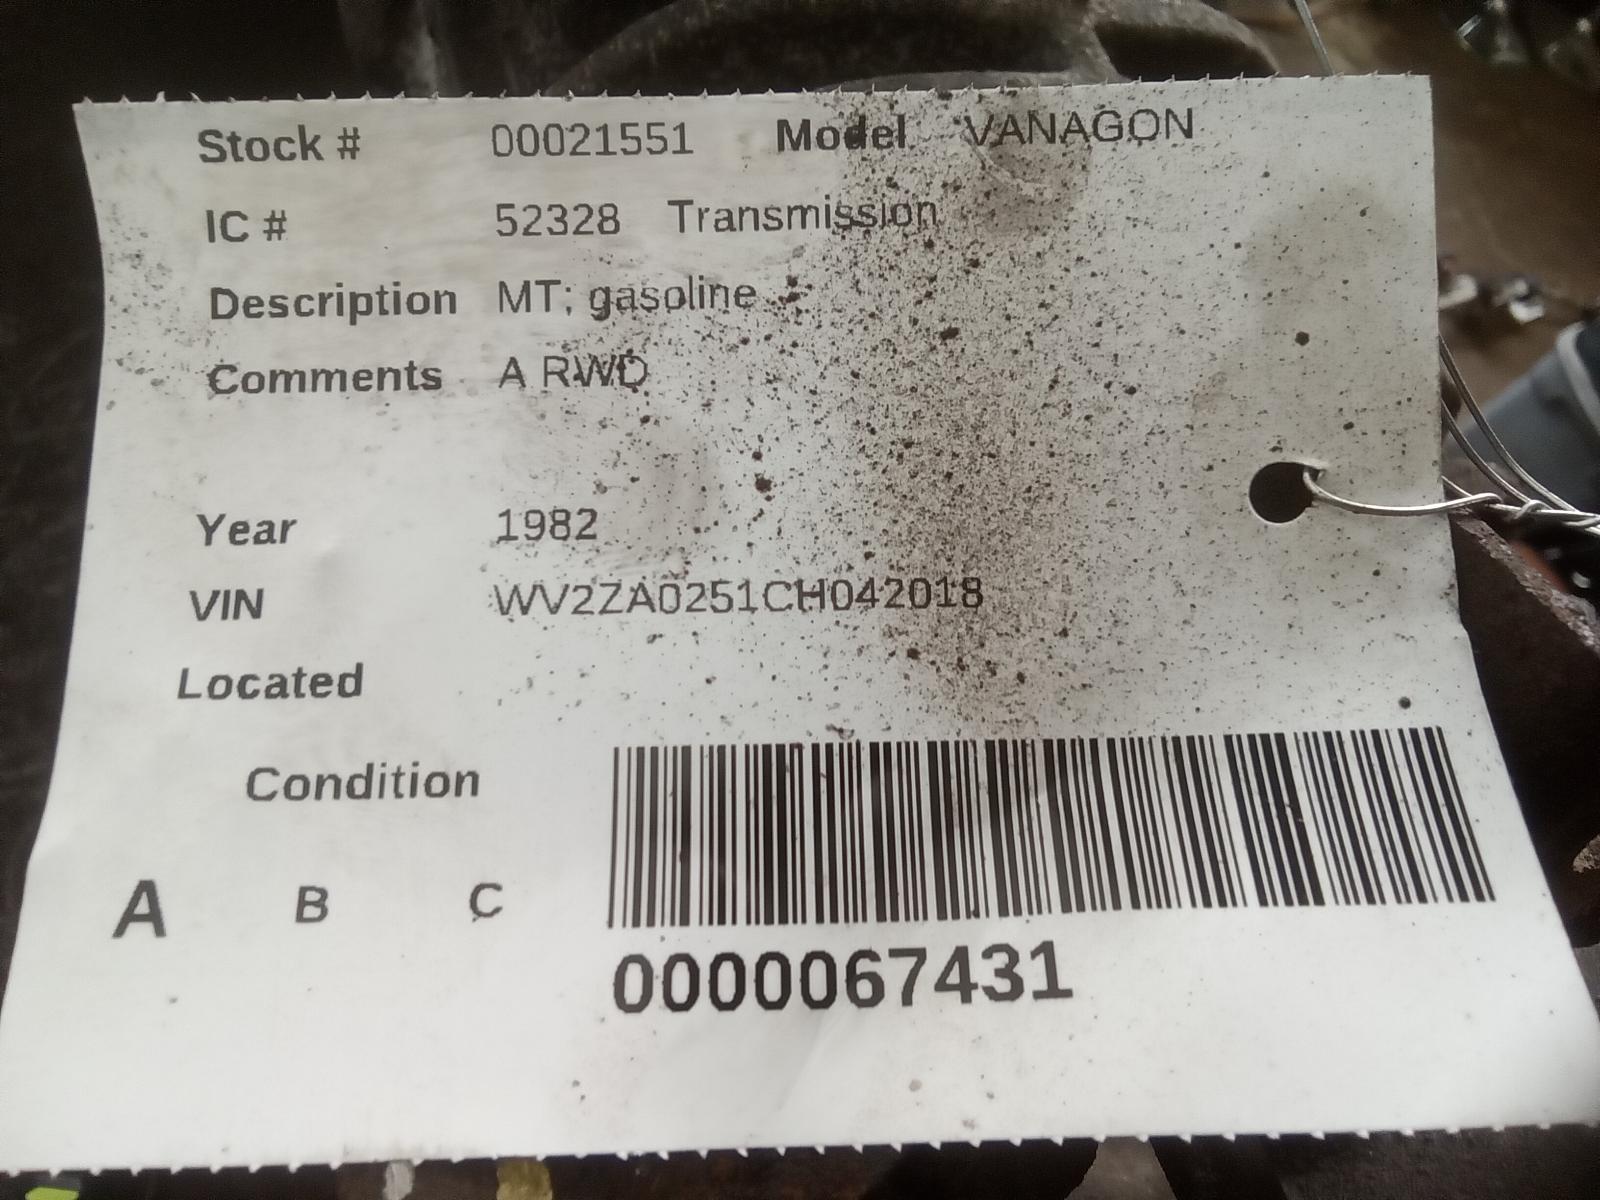 Stock # 00021551 Model VANAGON
IC # 52328 Transmission
Description MT; gasoline
Comments A RWD
Year 1982
VIN WV2ZA0251CH042018
Located
Condition
A B C
0000067431